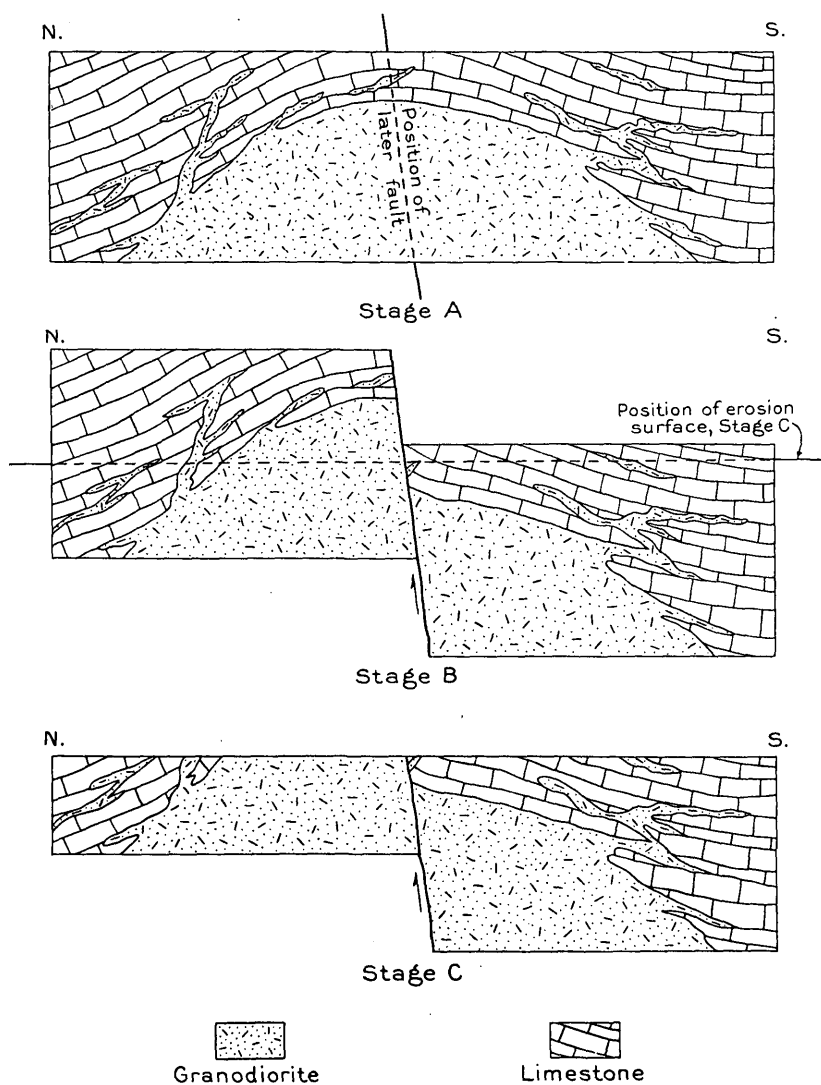 N.
S.
Position of
later fault
Stage A
N.
S.
Position of erosion
surface, Stage C
Stage B
N.
S.
Stage C
Granodiorite
Limestone